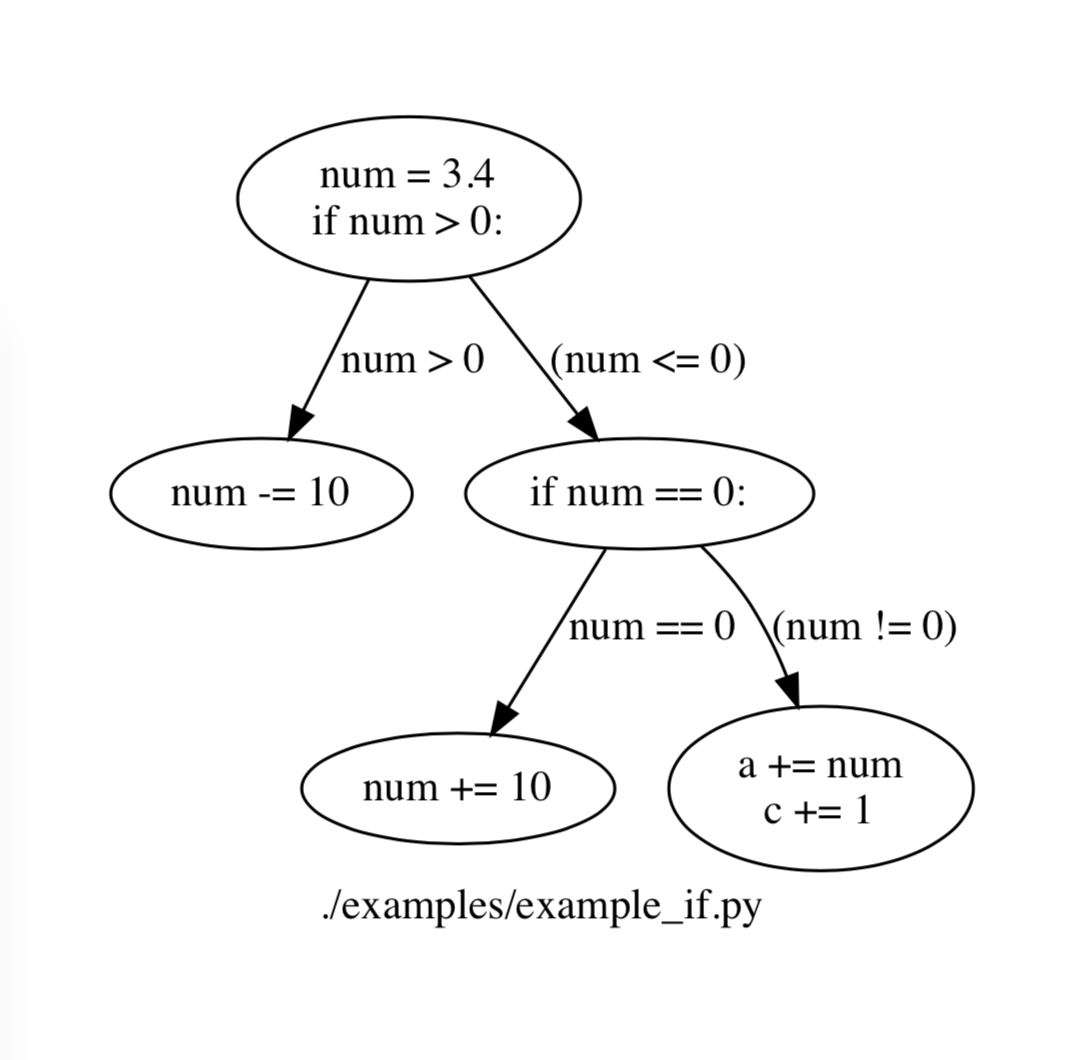 num = 3.4
if num > 0:
num > 0
(num <= 0)
num -= 10
if num == 0:
num == 0
(num != 0)
num += 10
a += num
c += 1
./examples/example_if.py